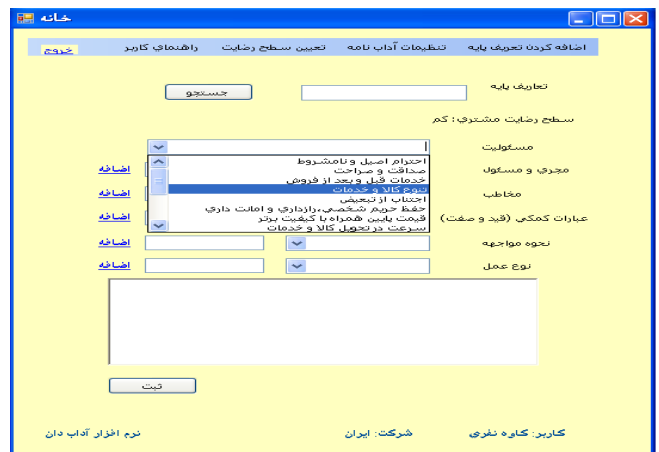 خانه
اضافه کردن تعریف پایه تنظیمات آداب نامه تعیین سطح رضایت راهنمای کاربر خروج
تعاریف پایه جستجو
سطح رضایت مشتری: کم
مسئولیت
احترام اصیل و نامشروط
صداقت و صراحت
خدمات قبل و بعد از فروش
تنوع کالا و خدمات
اجتناب از تبعیض
حفظ حریم شخصی،رازداری و امانت داری
قیمت پایین همراه با کیفیت برتر
سرعت در تحویل کالا و خدمات
مجری و مسئول اضافه
مخاطب اضافه
عبارات کمکی (قید و صفت) اضافه
نحوه مواجهه اضافه
نوع عمل اضافه
ثبت
کاربر: کاوه نفری شرکت: ایران نرم افزار آداب دان